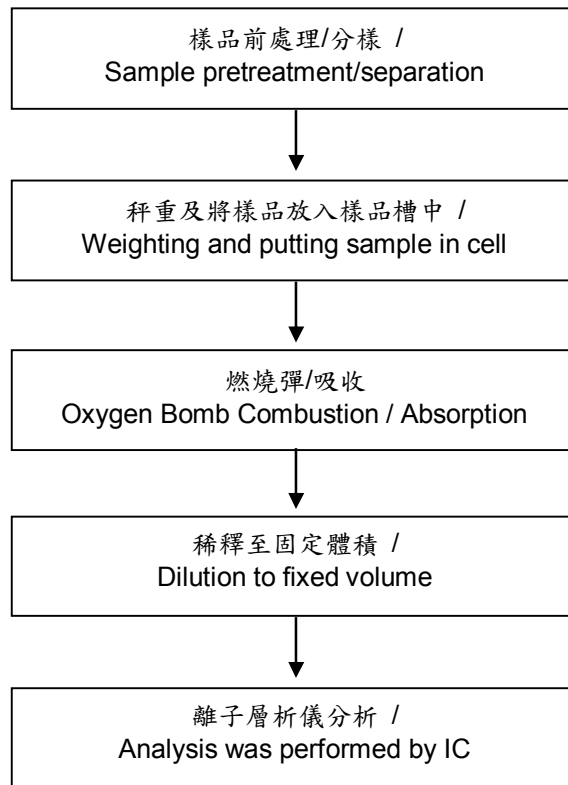 樣品前處理/分樣 /
Sample pretreatment/separation
秤重及將樣品放入樣品槽中 /
Weighting and putting sample in cell
燃燒彈/吸收
Oxygen Bomb Combustion / Absorption
稀釋至固定體積 /
Dilution to fixed volume
離子層析儀分析 /
Analysis was performed by IC